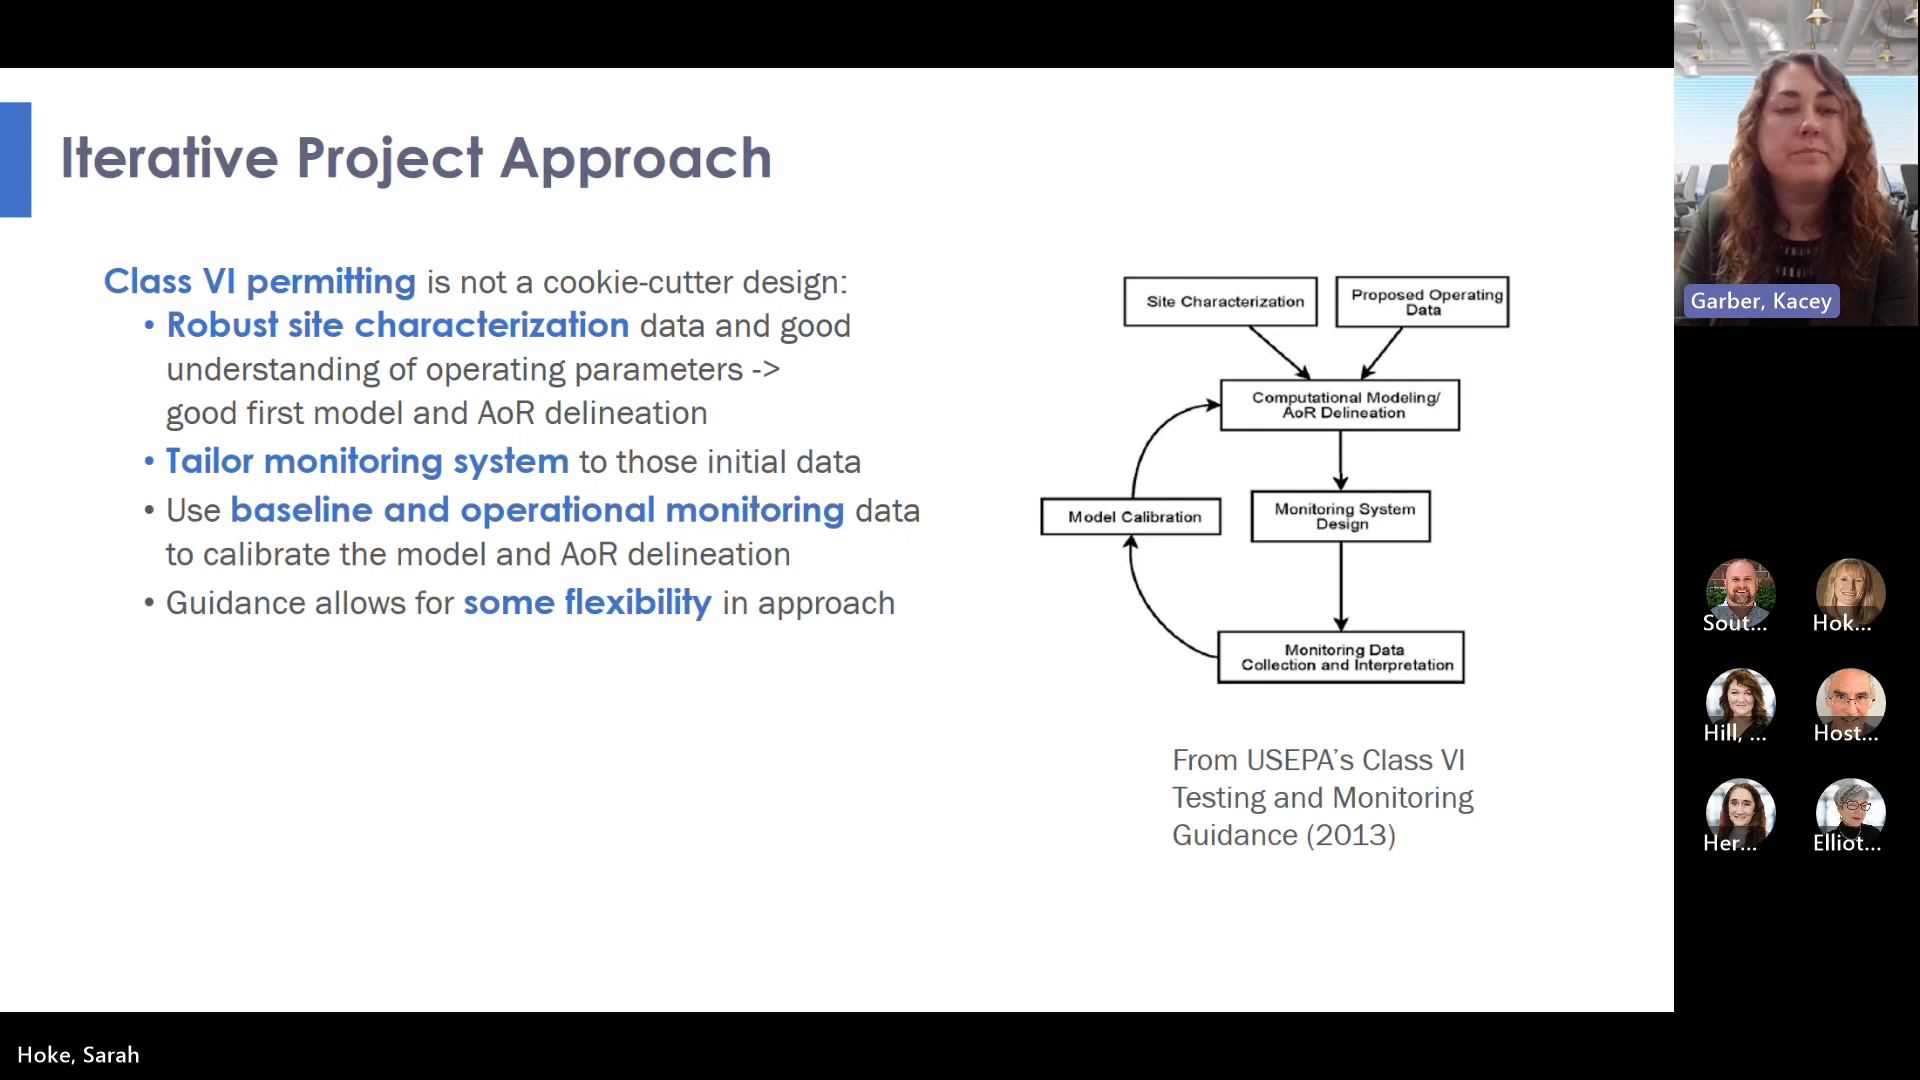 Iterative Project Approach
Class VI permitting is not a cookie-cutter design:
• Robust site characterization data and good
understanding of operating parameters ->
good first model and AoR delineation
• Tailor monitoring system to those initial data
• Use baseline and operational monitoring data
to calibrate the model and AoR delineation
• Guidance allows for some flexibility in approach
Site Characterization
Proposed Operating
Data
Computational Modeling/
AoR Delineation
Model Calibration
Monitoring System
Design
Monitoring Data
Collection and Interpretation
From USEPA’s Class VI
Testing and Monitoring
Guidance (2013)
Garber, Kacey
Sout...
Hok...
Hill, ...
Host...
Her...
Elliot...
Hoke, Sarah